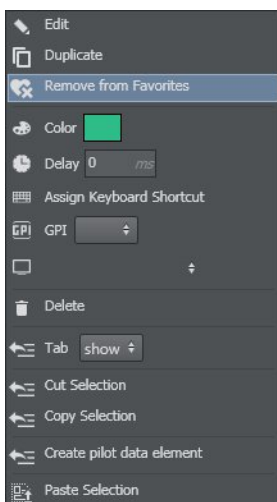 Edit
Duplicate
Remove from Favorites
Color
Delay 0 ms
Assign Keyboard Shortcut
GPI GPI
Delete
Tab show
Cut Selection
Copy Selection
Create pilot data element
Paste Selection